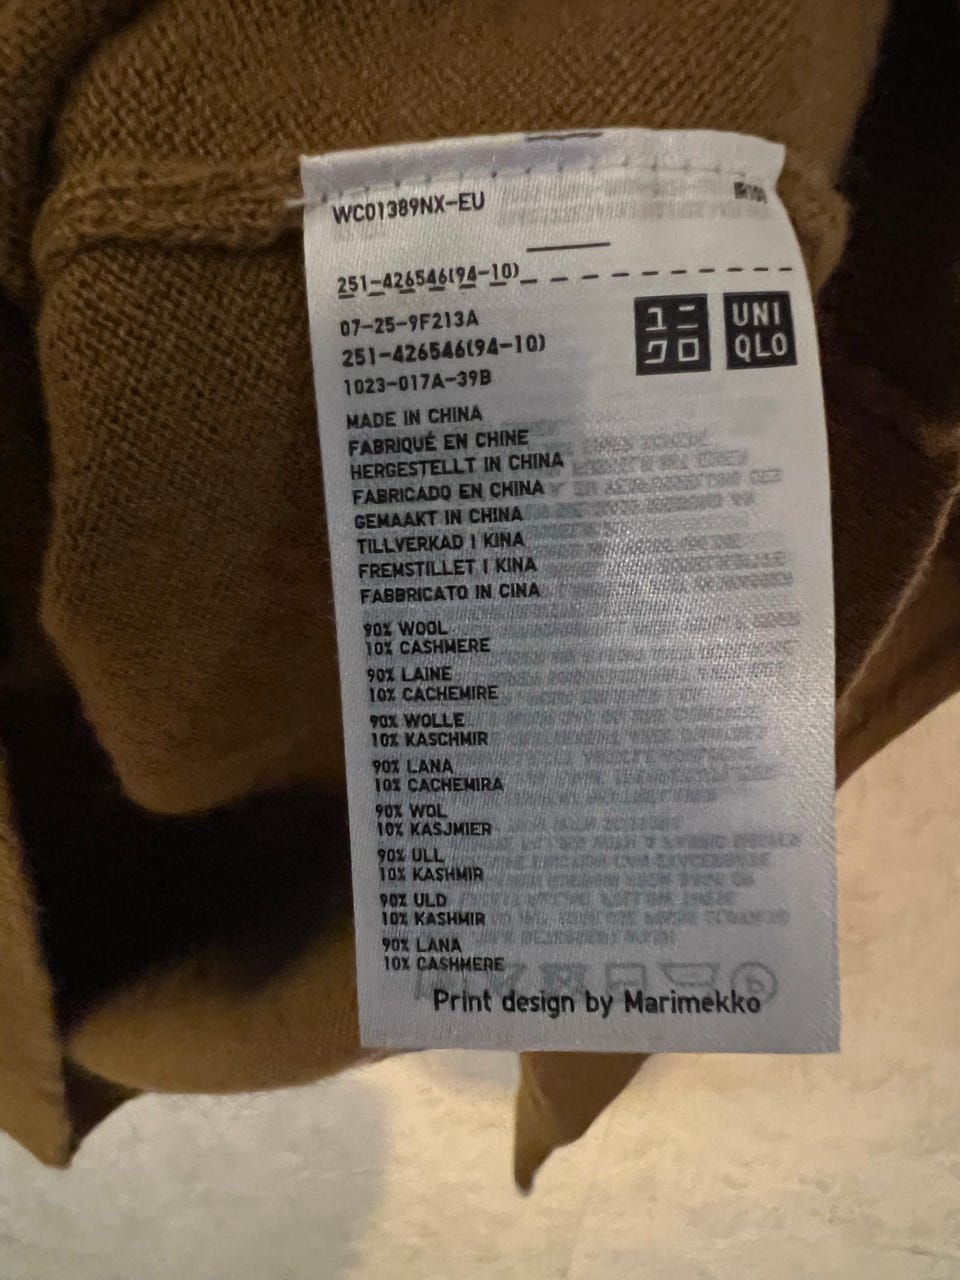 WC01389NX-EU
251-426546(94-10)
07-25-9F213A
251-426546(94-10)
1023-017A-39B
ユニ
クロ
UNI
QLO
MADE IN CHINA
FABRIQUÉ EN CHINE
HERGESTELLT IN CHINA
FABRICADO EN CHINA
GEMAAKT IN CHINA
TILLVERKAD I KINA
FREMSTILLET I KINA
FABBRICATO IN CINA
90% WOOL
10% CASHMERE
90% LAINE
10% CACHEMIRE
90% WOLLE
10% KASCHMIR
90% LANA
10% CACHEMIRA
90% WOL
10% KASJMIER
90% ULL
10% KASHMIR
90% ULD
10% KASHMIR
90% LANA
10% CASHMERE
Print design by Marimekko